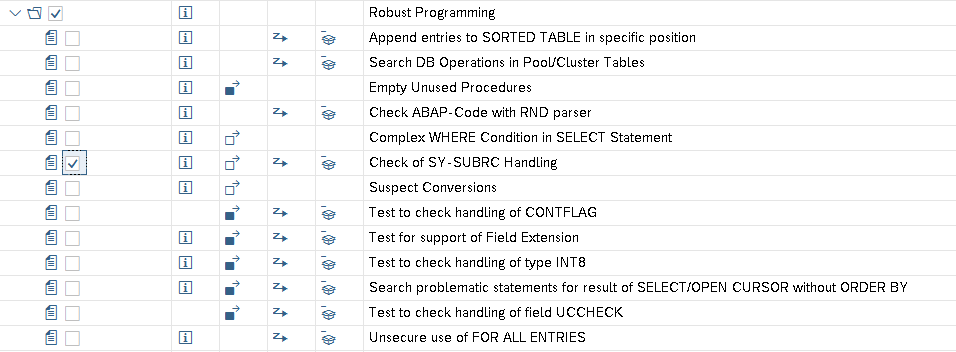 Robust Programming
Append entries to SORTED TABLE in specific position
Search DB Operations in Pool/Cluster Tables
Empty Unused Procedures
Check ABAP-Code with RND parser
Complex WHERE Condition in SELECT Statement
Check of SY-SUBRC Handling
Suspect Conversions
Test to check handling of CONTFLAG
Test for support of Field Extension
Test to check handling of type INT8
Search problematic statements for result of SELECT/OPEN CURSOR without ORDER BY
Test to check handling of field UCCHECK
Unsecure use of FOR ALL ENTRIES